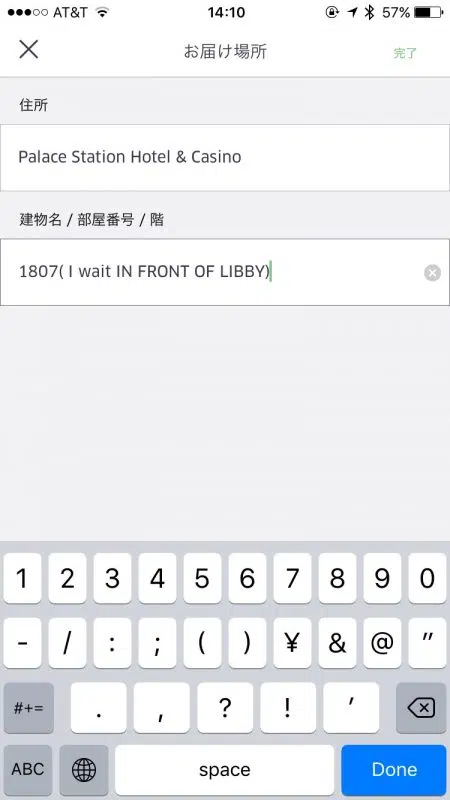 AT&T 14:10 57%
お届け場所 完了
住所
Palace Station Hotel & Casino
建物名 / 部屋番号 / 階
1807( I wait IN FRONT OF LIBBY)
1 2 3 4 5 6 7 8 9 0
- / : ; ( ) ¥ & @ "
#+= . , ? ! '
ABC space Done